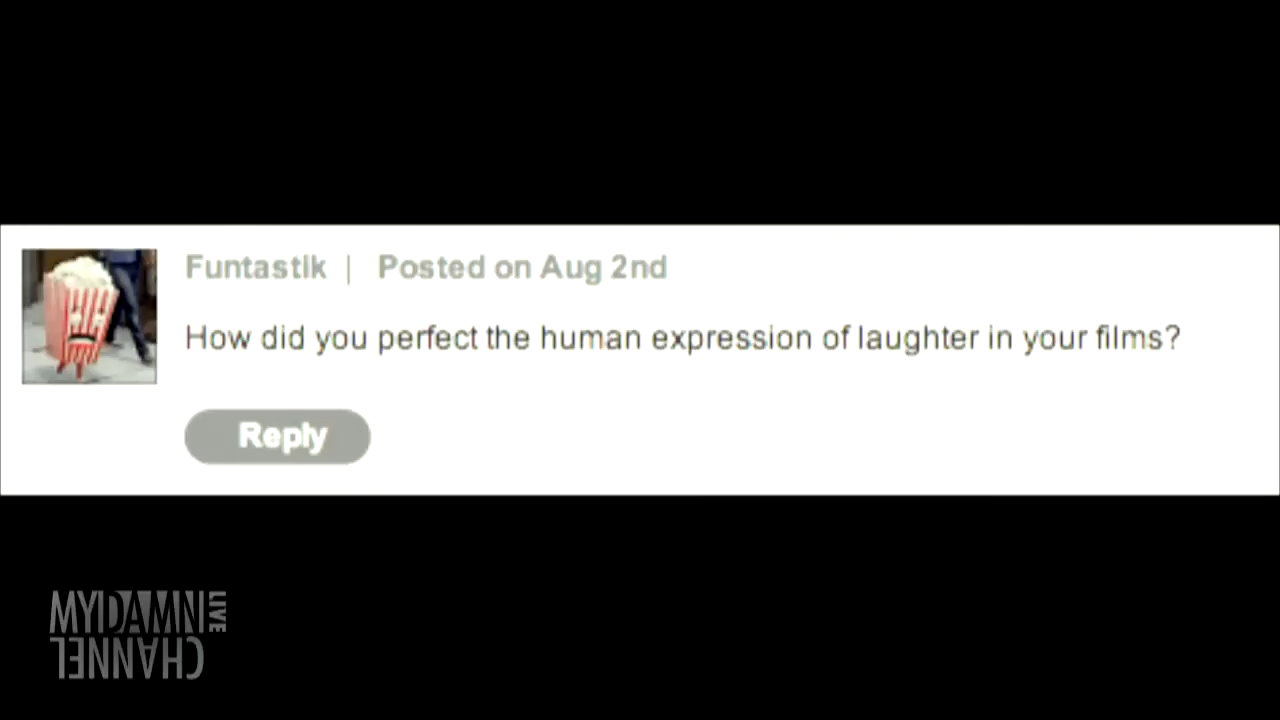 Funtastik | Posted on Aug 2nd
How did you perfect the human expression of laughter in your films?
Reply
MYDAMN LIVE
CHANNEL